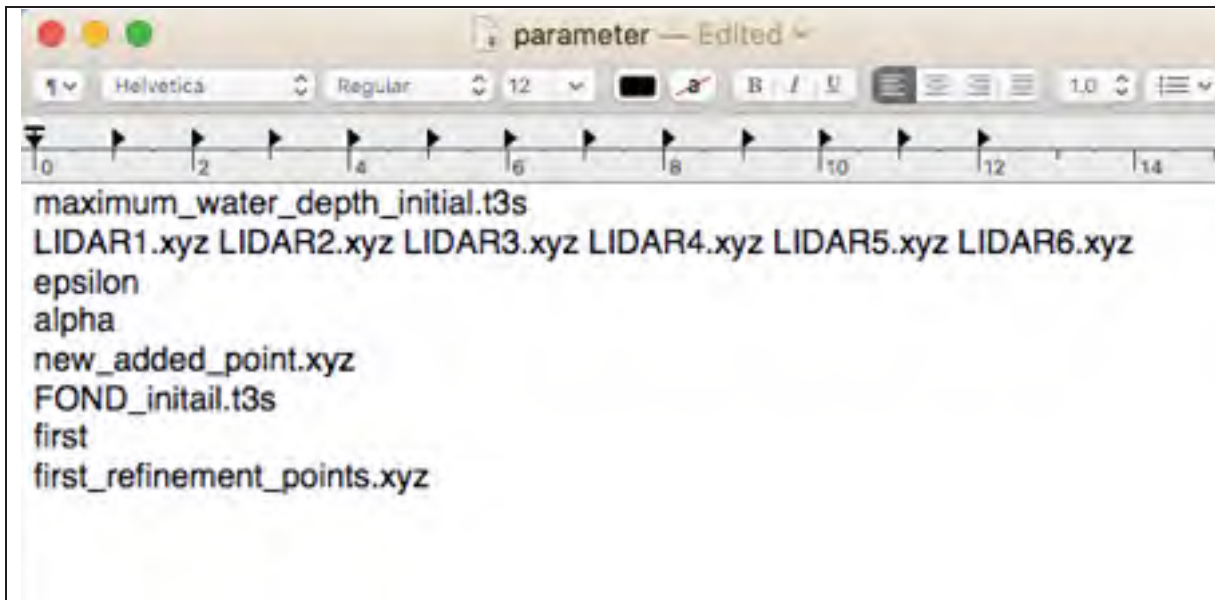 parameter — Edited
Helvetica Regular 12 a B I U 1.0
0 2 4 6 8 10 12 14
maximum_water_depth_initial.t3s
LIDAR1.xyz LIDAR2.xyz LIDAR3.xyz LIDAR4.xyz LIDAR5.xyz LIDAR6.xyz
epsilon
alpha
new_added_point.xyz
FOND_initail.t3s
first
first_refinement_points.xyz